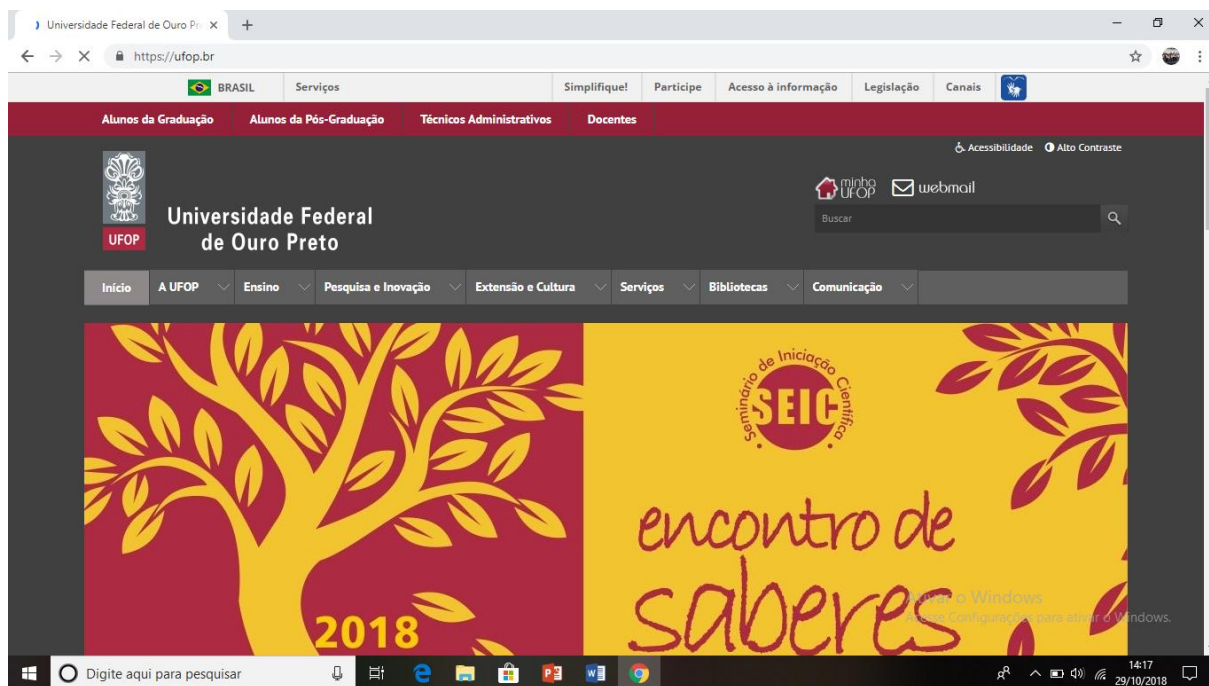 Universidade Federal de Ouro Pr
https://ufop.br
BRASIL Serviços Simplifique! Participe Acesso à informação Legislação Canais
Alunos da Graduação Alunos da Pós-Graduação Técnicos Administrativos Docentes
Acessibilidade Alto Contraste
minha UFOP webmail
Buscar
UFOP
Universidade Federal
de Ouro Preto
Início A UFOP Ensino Pesquisa e Inovação Extensão e Cultura Serviços Bibliotecas Comunicação
Seminário de Iniciação Científica
SEIC
encontro de
saberes
2018
Ativar o Windows
Acesse Configurações para ativar o Windows.
Digite aqui para pesquisar
14:17
29/10/2018